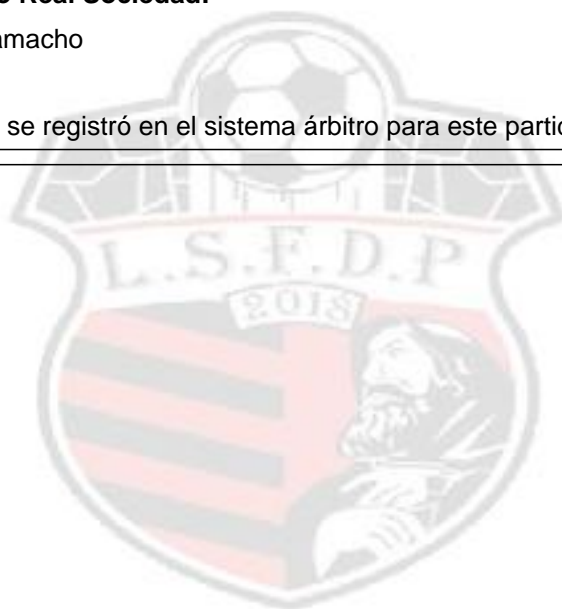 Real Sociedad:
amacho
se registró en el sistema árbitro para este partid
L.S.F.D.P
2018